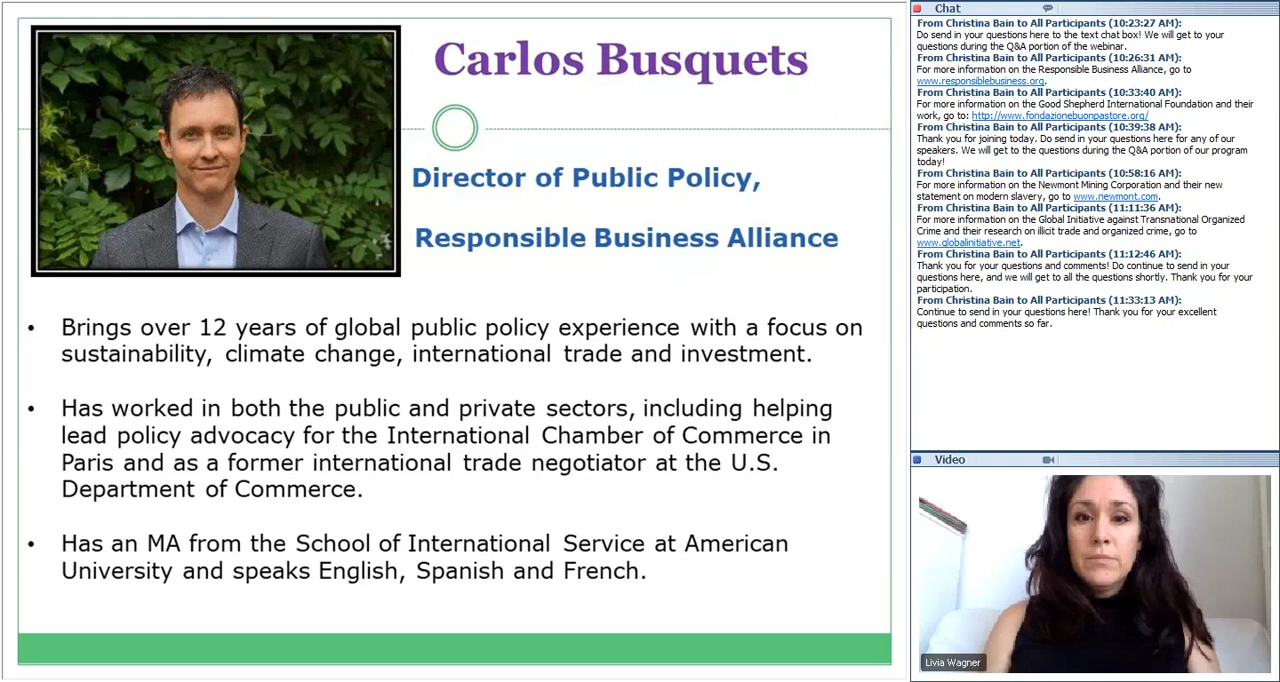 Carlos Busquets
Director of Public Policy,
Responsible Business Alliance
• Brings over 12 years of global public policy experience with a focus on
sustainability, climate change, international trade and investment.
• Has worked in both the public and private sectors, including helping
lead policy advocacy for the International Chamber of Commerce in
Paris and as a former international trade negotiator at the U.S.
Department of Commerce.
• Has an MA from the School of International Service at American
University and speaks English, Spanish and French.
Chat
From Christina Bain to All Participants (10:23:27 AM):
Do send in your questions here to the text chat box! We will get to your
questions during the Q&A portion of the webinar.
From Christina Bain to All Participants (10:26:31 AM):
For more information on the Responsible Business Alliance, go to
www.responsiblebusiness.org.
From Christina Bain to All Participants (10:33:40 AM):
For more information on the Good Shepherd International Foundation and their
work, go to: http://www.fondazionebuonpastore.org/
From Christina Bain to All Participants (10:39:38 AM):
Thank you for joining today. Do send in your questions here for any of our
speakers. We will get to the questions during the Q&A portion of our program
today!
From Christina Bain to All Participants (10:58:16 AM):
For more information on the Newmont Mining Corporation and their new
statement on modern slavery, go to www.newmont.com.
From Christina Bain to All Participants (11:11:36 AM):
For more information on the Global Initiative against Transnational Organized
Crime and their research on illicit trade and organized crime, go to
www.globalinitiative.net.
From Christina Bain to All Participants (11:12:46 AM):
Thank you for your questions and comments! Do continue to send in your
questions here, and we will get to all the questions shortly. Thank you for your
participation.
From Christina Bain to All Participants (11:33:13 AM):
Continue to send in your questions here! Thank you for your excellent
questions and comments so far.
Video
Livia Wagner